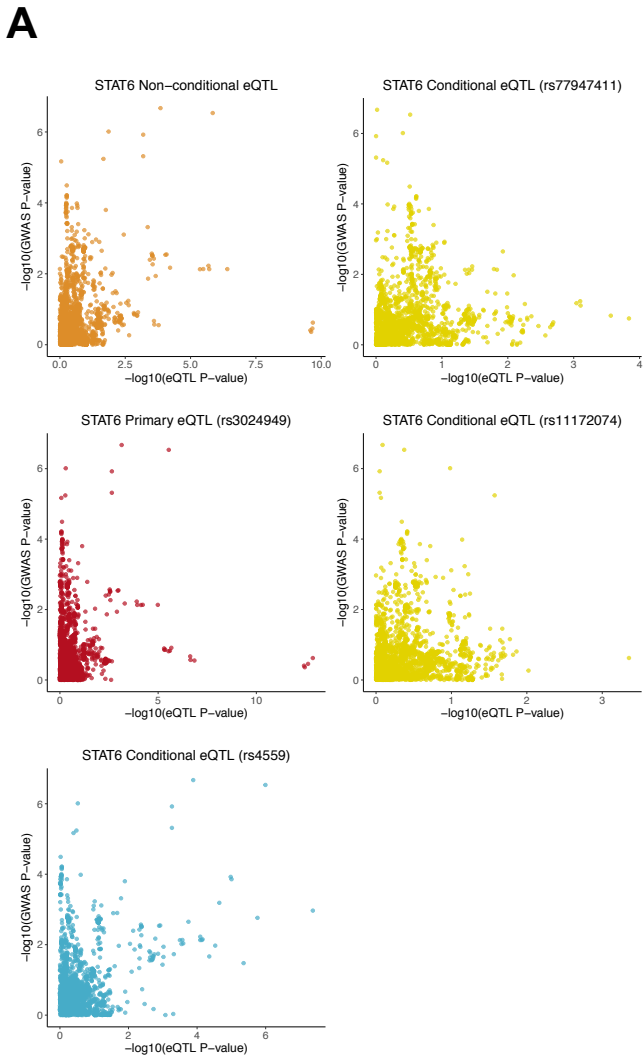 A
STAT6 Non−conditional eQTL
−log10(GWAS P−value)
6
4
2
0
0.0 2.5 5.0 7.5 10.0
−log10(eQTL P−value)
STAT6 Conditional eQTL (rs77947411)
−log10(GWAS P−value)
6
4
2
0
0 1 2 3 4
−log10(eQTL P−value)
STAT6 Primary eQTL (rs3024949)
−log10(GWAS P−value)
6
4
2
0
0 5 10
−log10(eQTL P−value)
STAT6 Conditional eQTL (rs11172074)
−log10(GWAS P−value)
6
4
2
0
0 1 2 3
−log10(eQTL P−value)
STAT6 Conditional eQTL (rs4559)
−log10(GWAS P−value)
6
4
2
0
0 2 4 6
−log10(eQTL P−value)